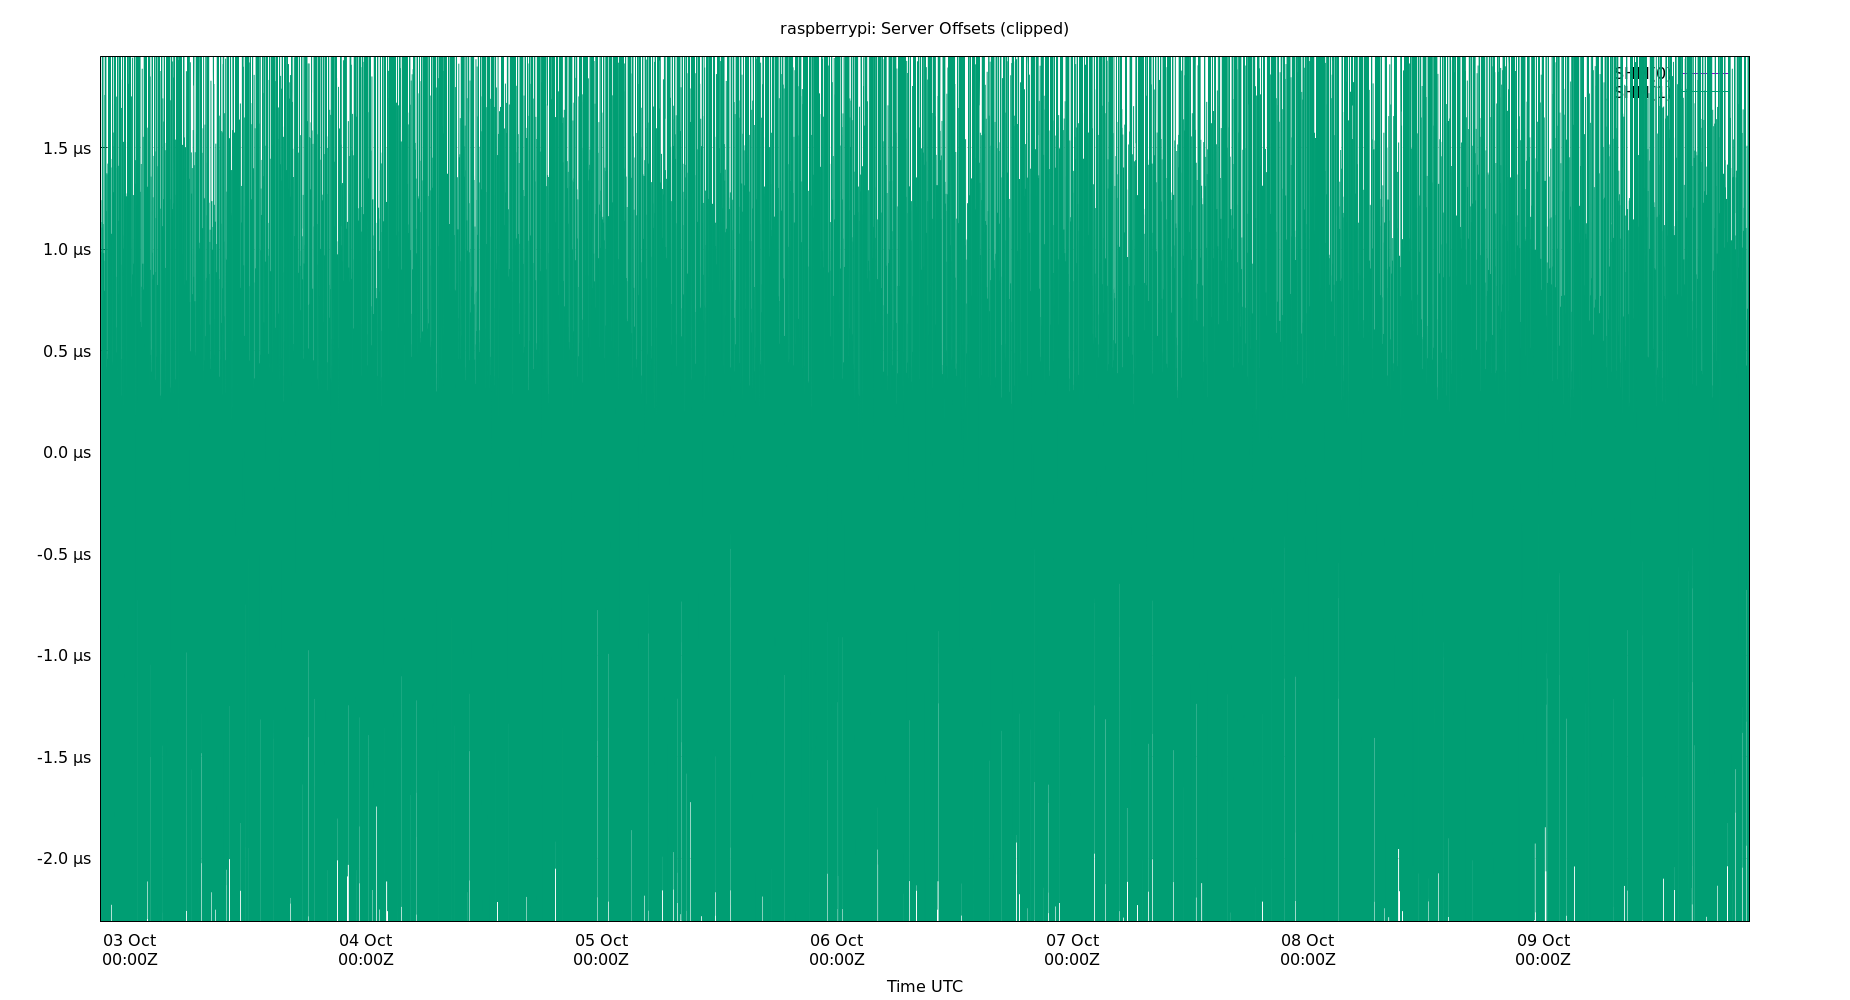 raspberrypi: Server Offsets (clipped)
1.5 µs
1.0 µs
0.5 µs
0.0 µs
-0.5 µs
-1.0 µs
-1.5 µs
-2.0 µs
03 Oct 04 Oct 05 Oct 06 Oct 07 Oct 08 Oct 09 Oct
00:00Z 00:00Z 00:00Z 00:00Z 00:00Z 00:00Z 00:00Z
Time UTC